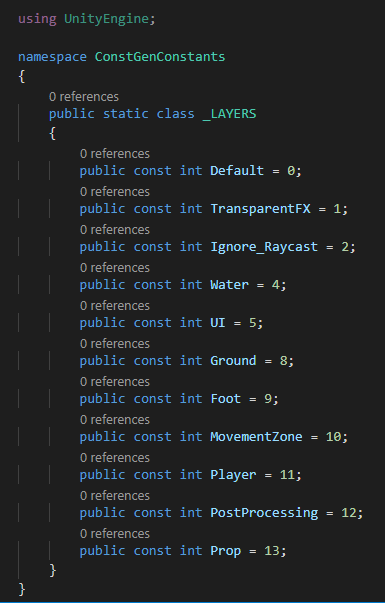 using UnityEngine;
namespace ConstGenConstants
{
0 references
public static class _LAYERS
{
0 references
public const int Default = 0;
0 references
public const int TransparentFX = 1;
0 references
public const int Ignore_Raycast = 2;
0 references
public const int Water = 4;
0 references
public const int UI = 5;
0 references
public const int Ground = 8;
0 references
public const int Foot = 9;
0 references
public const int MovementZone = 10;
0 references
public const int Player = 11;
0 references
public const int PostProcessing = 12;
0 references
public const int Prop = 13;
}
}